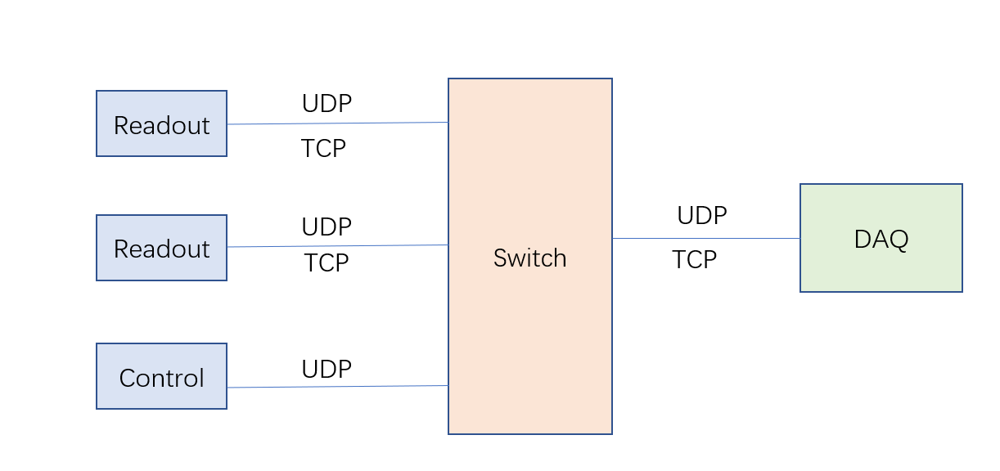 UDP
Readout
TCP
UDP
Readout
TCP
UDP
Control
Switch
UDP
TCP
DAQ